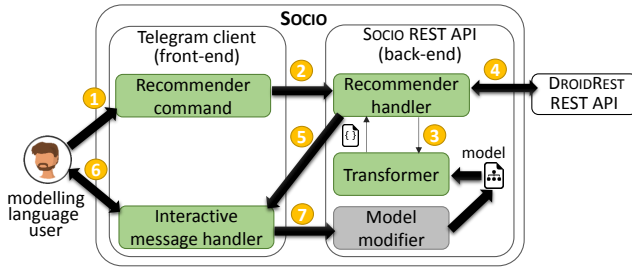 SOCIO
Telegram client
(front-end)
SOCIO REST API
(back-end)
1
Recommender
command
2
Recommender
handler
4
DROIDREST
REST API
{}
5
3
6
Transformer
model
modelling
language
user
Interactive
message handler
7
Model
modifier